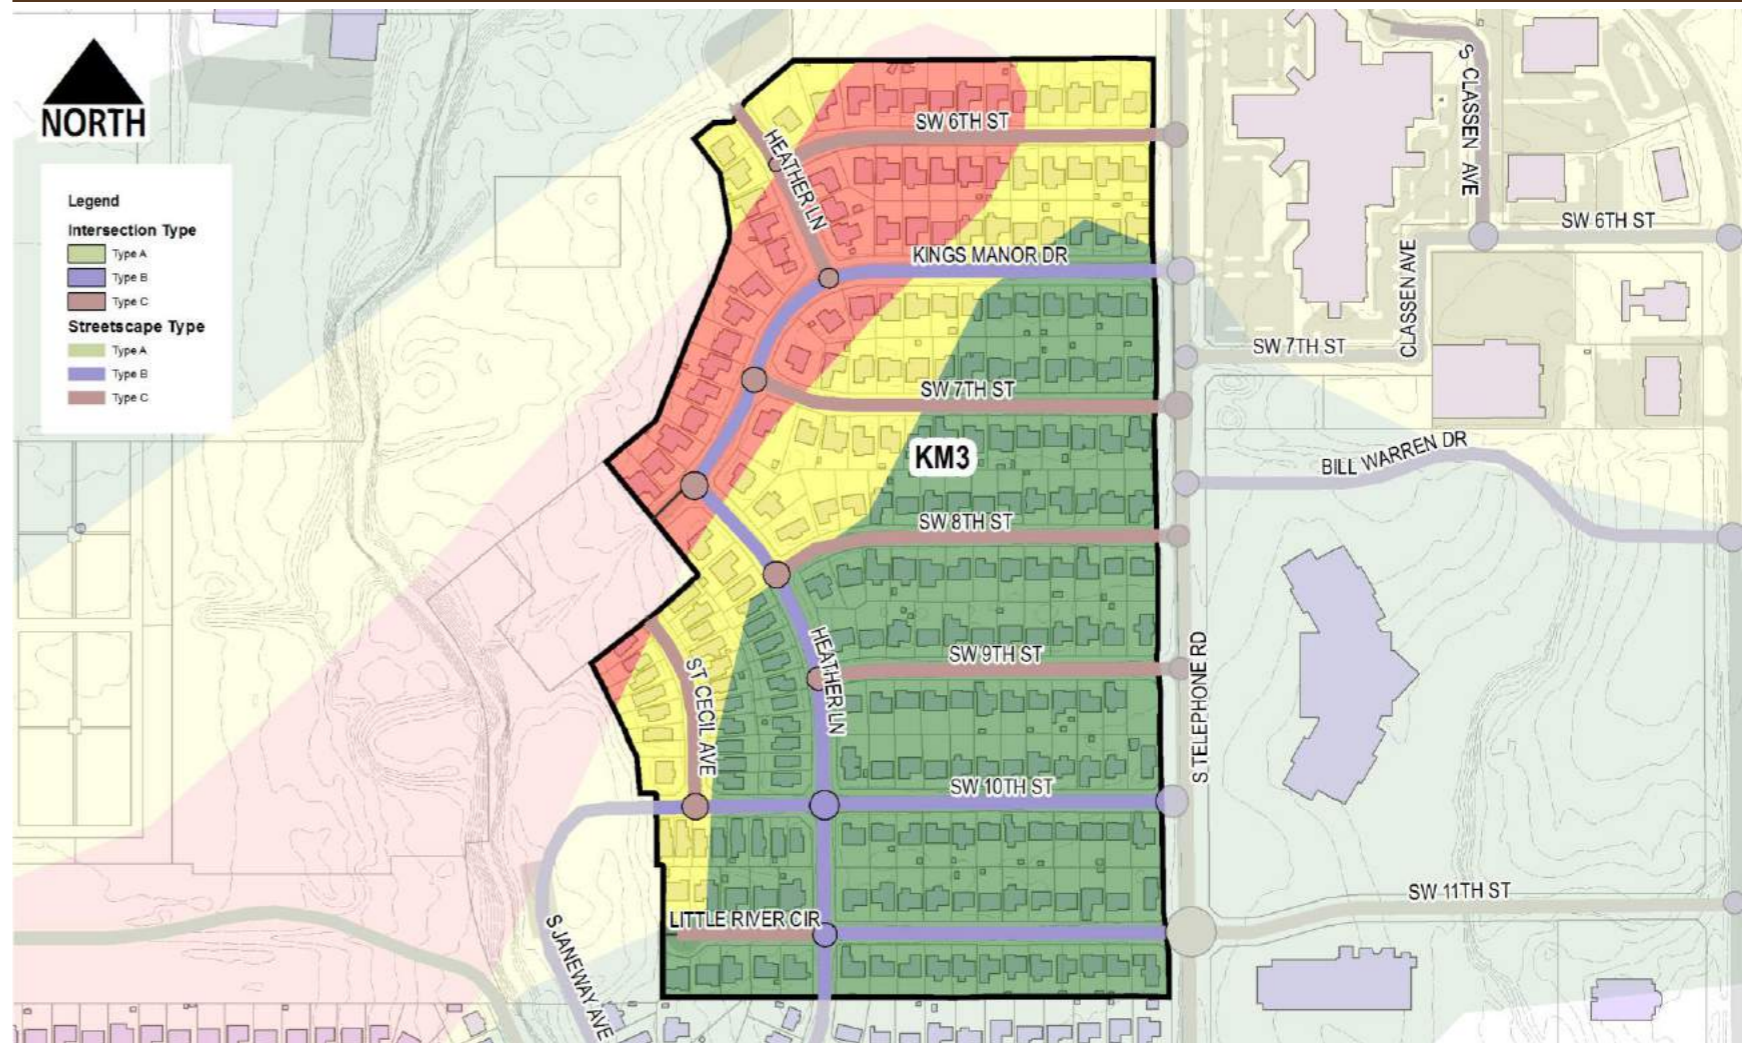 NORTH
Legend
Intersection Type
Type A
Type B
Type C
Streetscape Type
Type A
Type B
Type C
HEATHER LN
SW 6TH ST
KINGS MANOR DR
SW 7TH ST
KM3
SW 8TH ST
HEATHER LN
SW 9TH ST
ST CECIL AVE
SW 10TH ST
LITTLE RIVER CIR
S JANEWAY AVE
S TELEPHONE RD
S CLASSEN AVE
SW 6TH ST
CLASSEN AVE
SW 7TH ST
BILL WARREN DR
SW 11TH ST